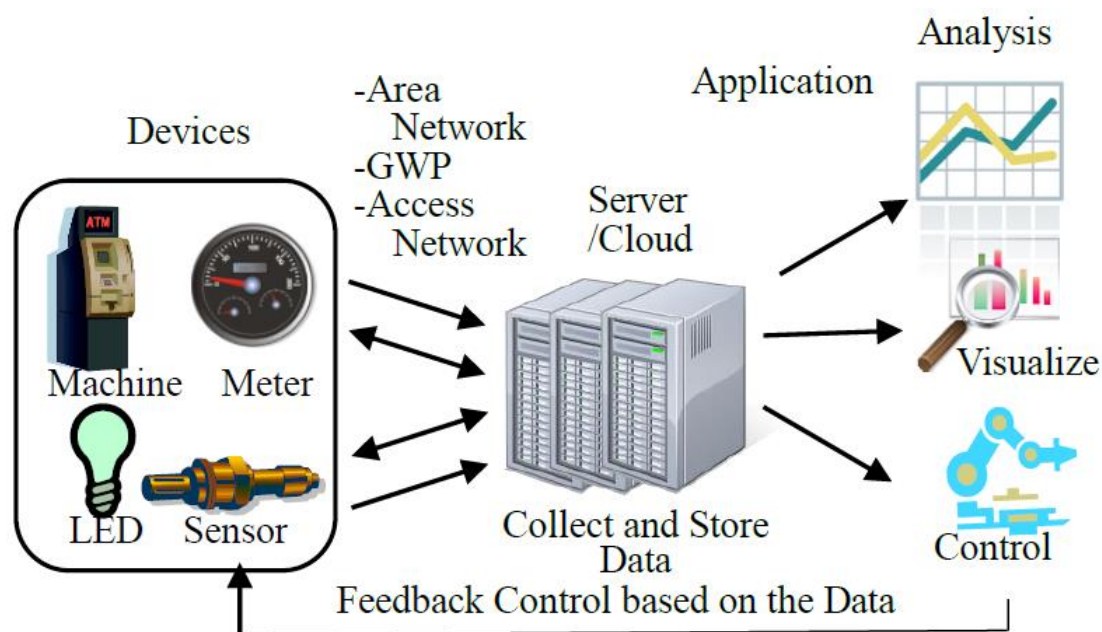 Analysis
Application
-Area
Network
-GWP
-Access
Network
Devices
Server
/Cloud
ATM
Machine
Meter
LED
Sensor
Visualize
Control
Collect and Store
Data
Feedback Control based on the Data